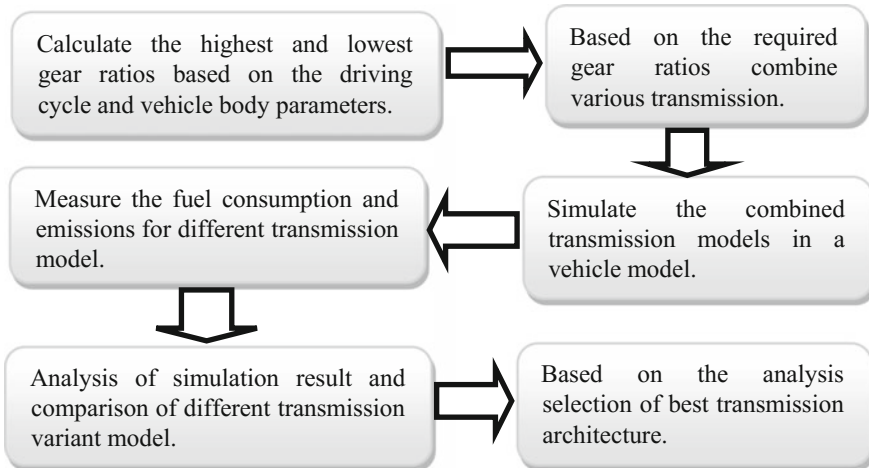 Calculate the highest and lowest
gear ratios based on the driving
cycle and vehicle body parameters.
Based on the required
gear ratios combine
various transmission.
Simulate the combined
transmission models in a
vehicle model.
Measure the fuel consumption and
emissions for different transmission
model.
Analysis of simulation result and
comparison of different transmission
variant model.
Based on the analysis
selection of best transmission
architecture.